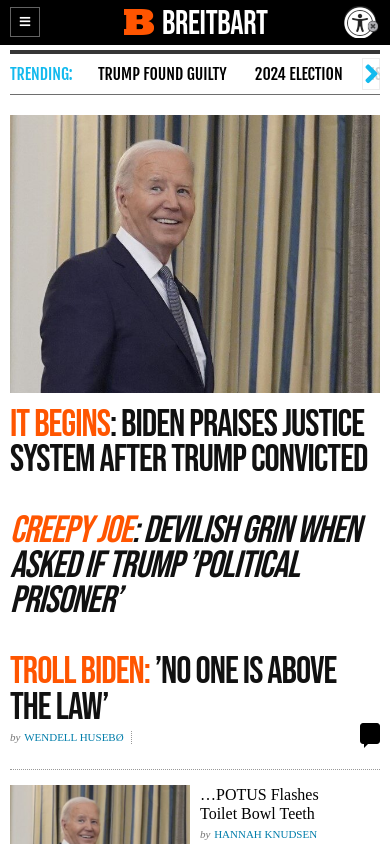 BREITBART
TRENDING: TRUMP FOUND GUILTY 2024 ELECTION
IT BEGINS: BIDEN PRAISES JUSTICE
SYSTEM AFTER TRUMP CONVICTED
CREEPY JOE: DEVILISH GRIN WHEN
ASKED IF TRUMP ’POLITICAL
PRISONER’
TROLL BIDEN: ’NO ONE IS ABOVE
THE LAW’
by WENDELL HUSEBØ
…POTUS Flashes
Toilet Bowl Teeth
by HANNAH KNUDSEN